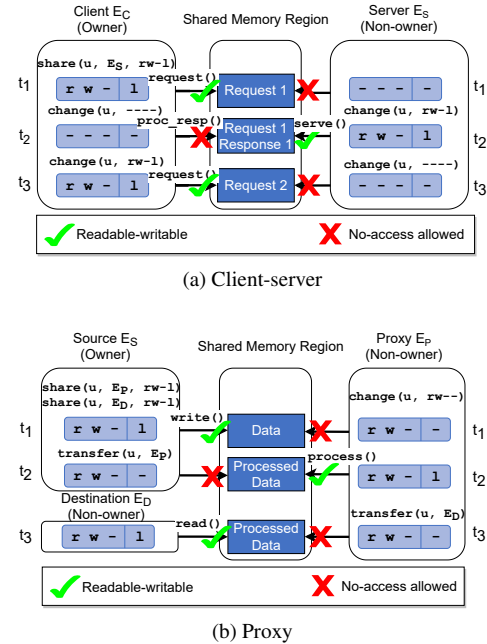 Client E_C (Owner)
Shared Memory Region
Server E_S (Non-owner)
share(u, E_S, rw-l)
t1
r w - l
request()
Request 1
- - - -
t1
change(u, ----)
change(u, rw-l)
t2
- - - -
proc_resp()
Request 1 Response 1
serve()
r w - l
t2
change(u, rw-l)
change(u, ----)
t3
r w - l
request()
Request 2
- - - -
t3
Readable-writable
No-access allowed
(a) Client-server
Source E_S (Owner)
Shared Memory Region
Proxy E_P (Non-owner)
share(u, E_P, rw-l)
share(u, E_D, rw-l)
change(u, rw--)
t1
r w - l
write()
Data
r w - -
t1
transfer(u, E_P)
t2
r w - -
Processed Data
process()
r w - l
t2
Destination E_D (Non-owner)
transfer(u, E_D)
t3
r w - l
read()
Processed Data
r w - -
t3
Readable-writable
No-access allowed
(b) Proxy